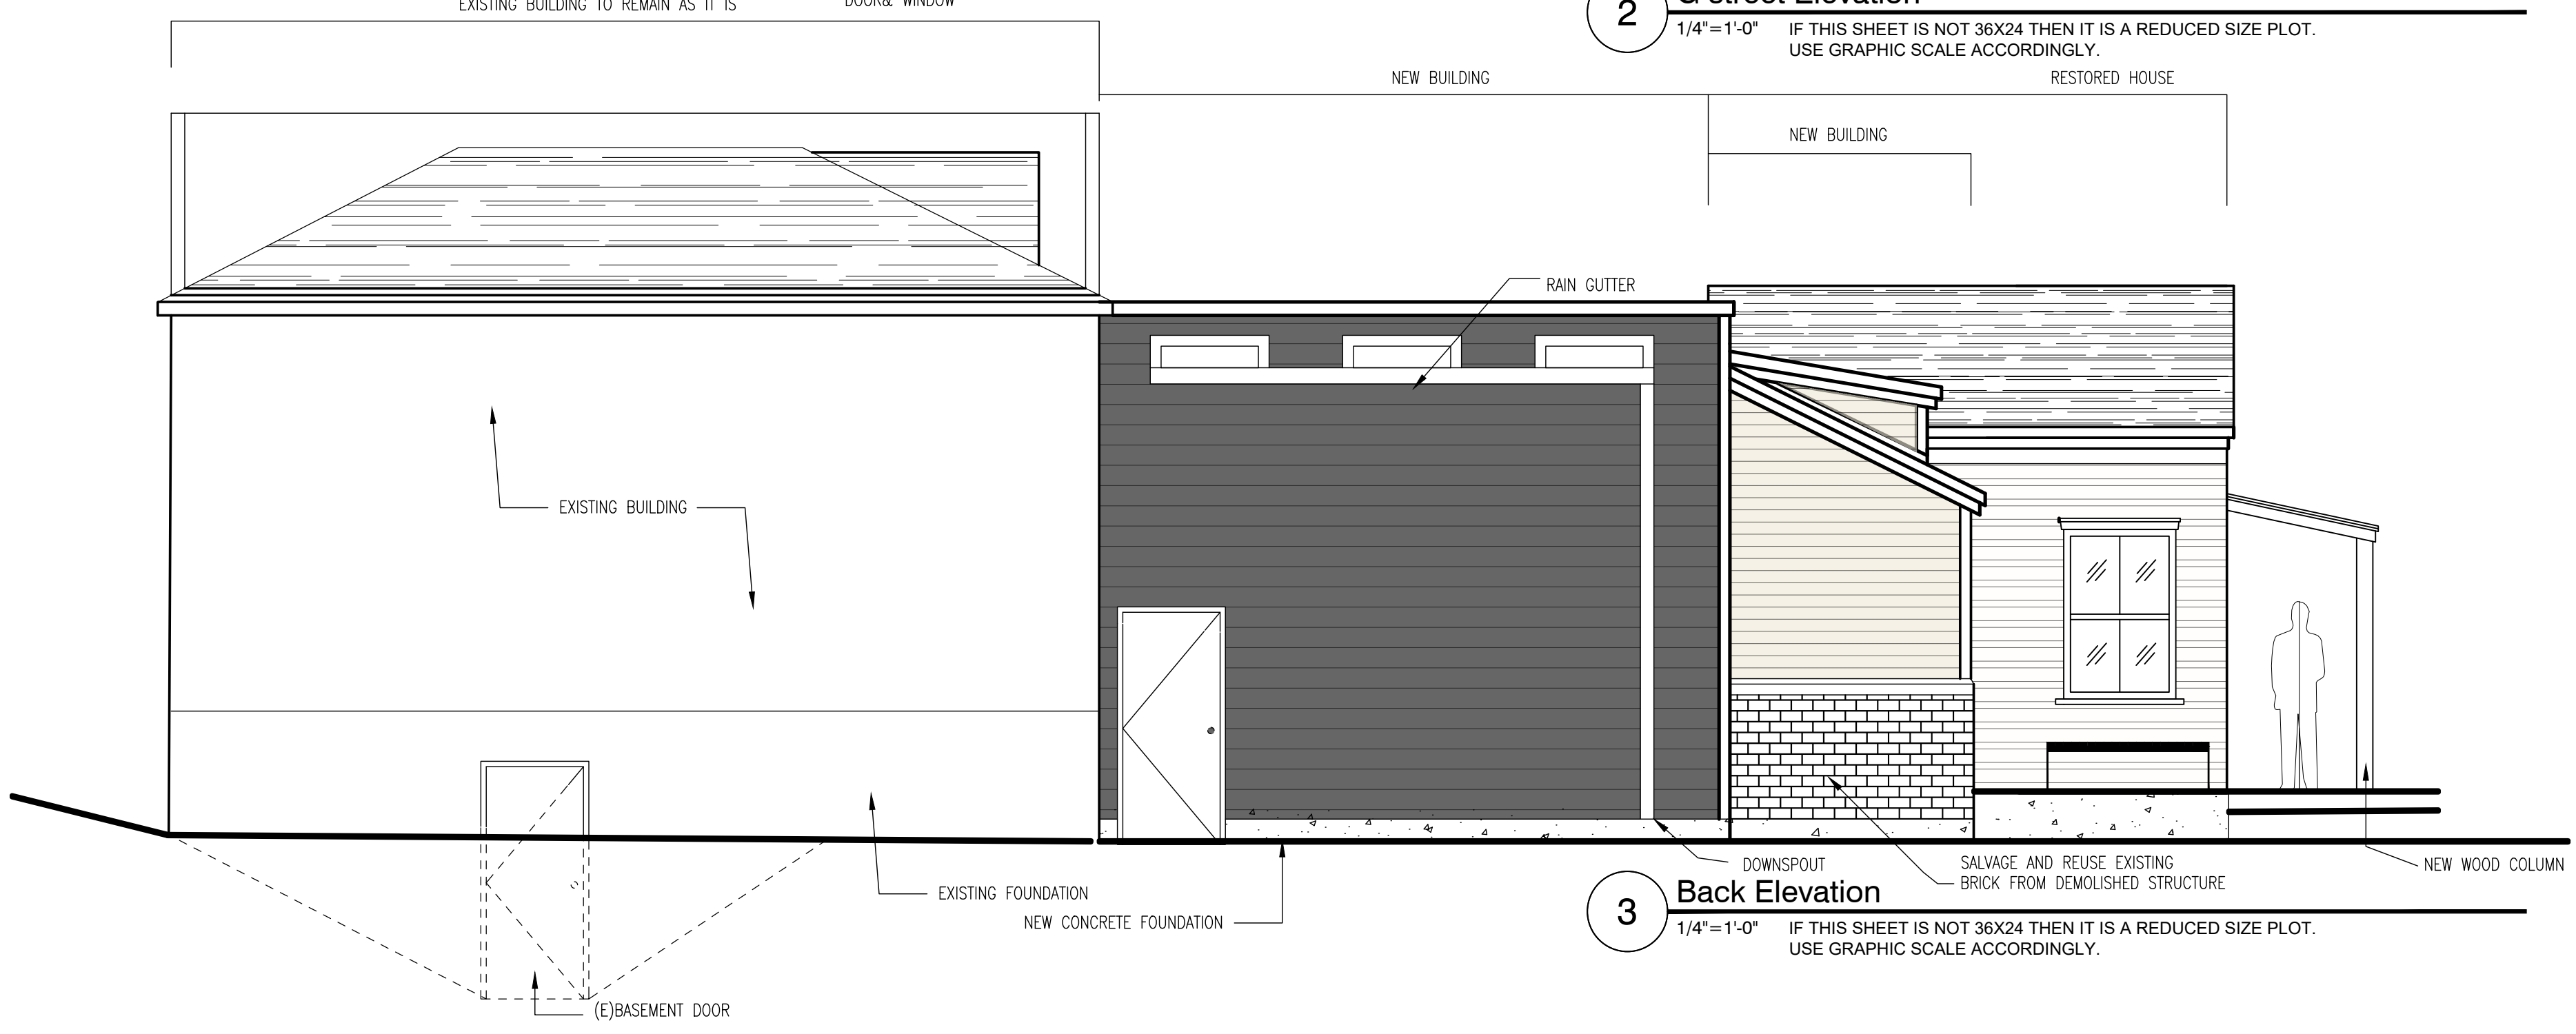 EXISTING BUILDING TO REMAIN AS IT IS
DOOR& WINDOW
2
G street Elevation
1/4"=1'-0"
IF THIS SHEET IS NOT 36X24 THEN IT IS A REDUCED SIZE PLOT.
USE GRAPHIC SCALE ACCORDINGLY.
NEW BUILDING
RESTORED HOUSE
NEW BUILDING
RAIN GUTTER
EXISTING BUILDING
DOWNSPOUT
SALVAGE AND REUSE EXISTING
BRICK FROM DEMOLISHED STRUCTURE
NEW WOOD COLUMN
EXISTING FOUNDATION
NEW CONCRETE FOUNDATION
(E)BASEMENT DOOR
3
Back Elevation
1/4"=1'-0"
IF THIS SHEET IS NOT 36X24 THEN IT IS A REDUCED SIZE PLOT.
USE GRAPHIC SCALE ACCORDINGLY.